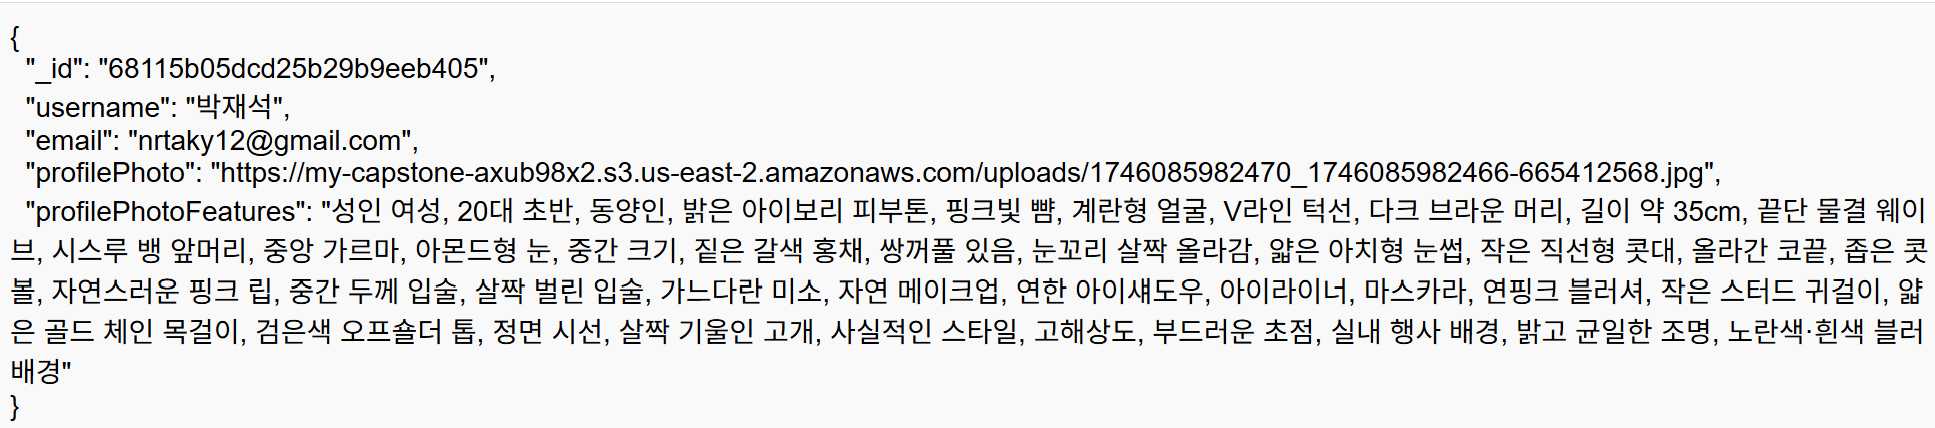 {
"_id": "68115b05dcd25b29b9eeb405",
"username": "박재석",
"email": "nrtaky12@gmail.com",
"profilePhoto": "https://my-capstone-axub98x2.s3.us-east-2.amazonaws.com/uploads/1746085982470_1746085982466-665412568.jpg",
"profilePhotoFeatures": "성인 여성, 20대 초반, 동양인, 밝은 아이보리 피부톤, 핑크빛 뺨, 계란형 얼굴, V라인 턱선, 다크 브라운 머리, 길이 약 35cm, 끝단 물결 웨이
브, 시스루 뱅 앞머리, 중앙 가르마, 아몬드형 눈, 중간 크기, 짙은 갈색 홍채, 쌍꺼풀 있음, 눈꼬리 살짝 올라감, 얇은 아치형 눈썹, 작은 직선형 콧대, 올라간 코끝, 좁은 콧
볼, 자연스러운 핑크 립, 중간 두께 입술, 살짝 벌린 입술, 가느다란 미소, 자연 메이크업, 연한 아이섀도우, 아이라이너, 마스카라, 연핑크 블러셔, 작은 스터드 귀걸이, 얇
은 골드 체인 목걸이, 검은색 오프숄더 톱, 정면 시선, 살짝 기울인 고개, 사실적인 스타일, 고해상도, 부드러운 초점, 실내 행사 배경, 밝고 균일한 조명, 노란색·흰색 블러
배경"
}